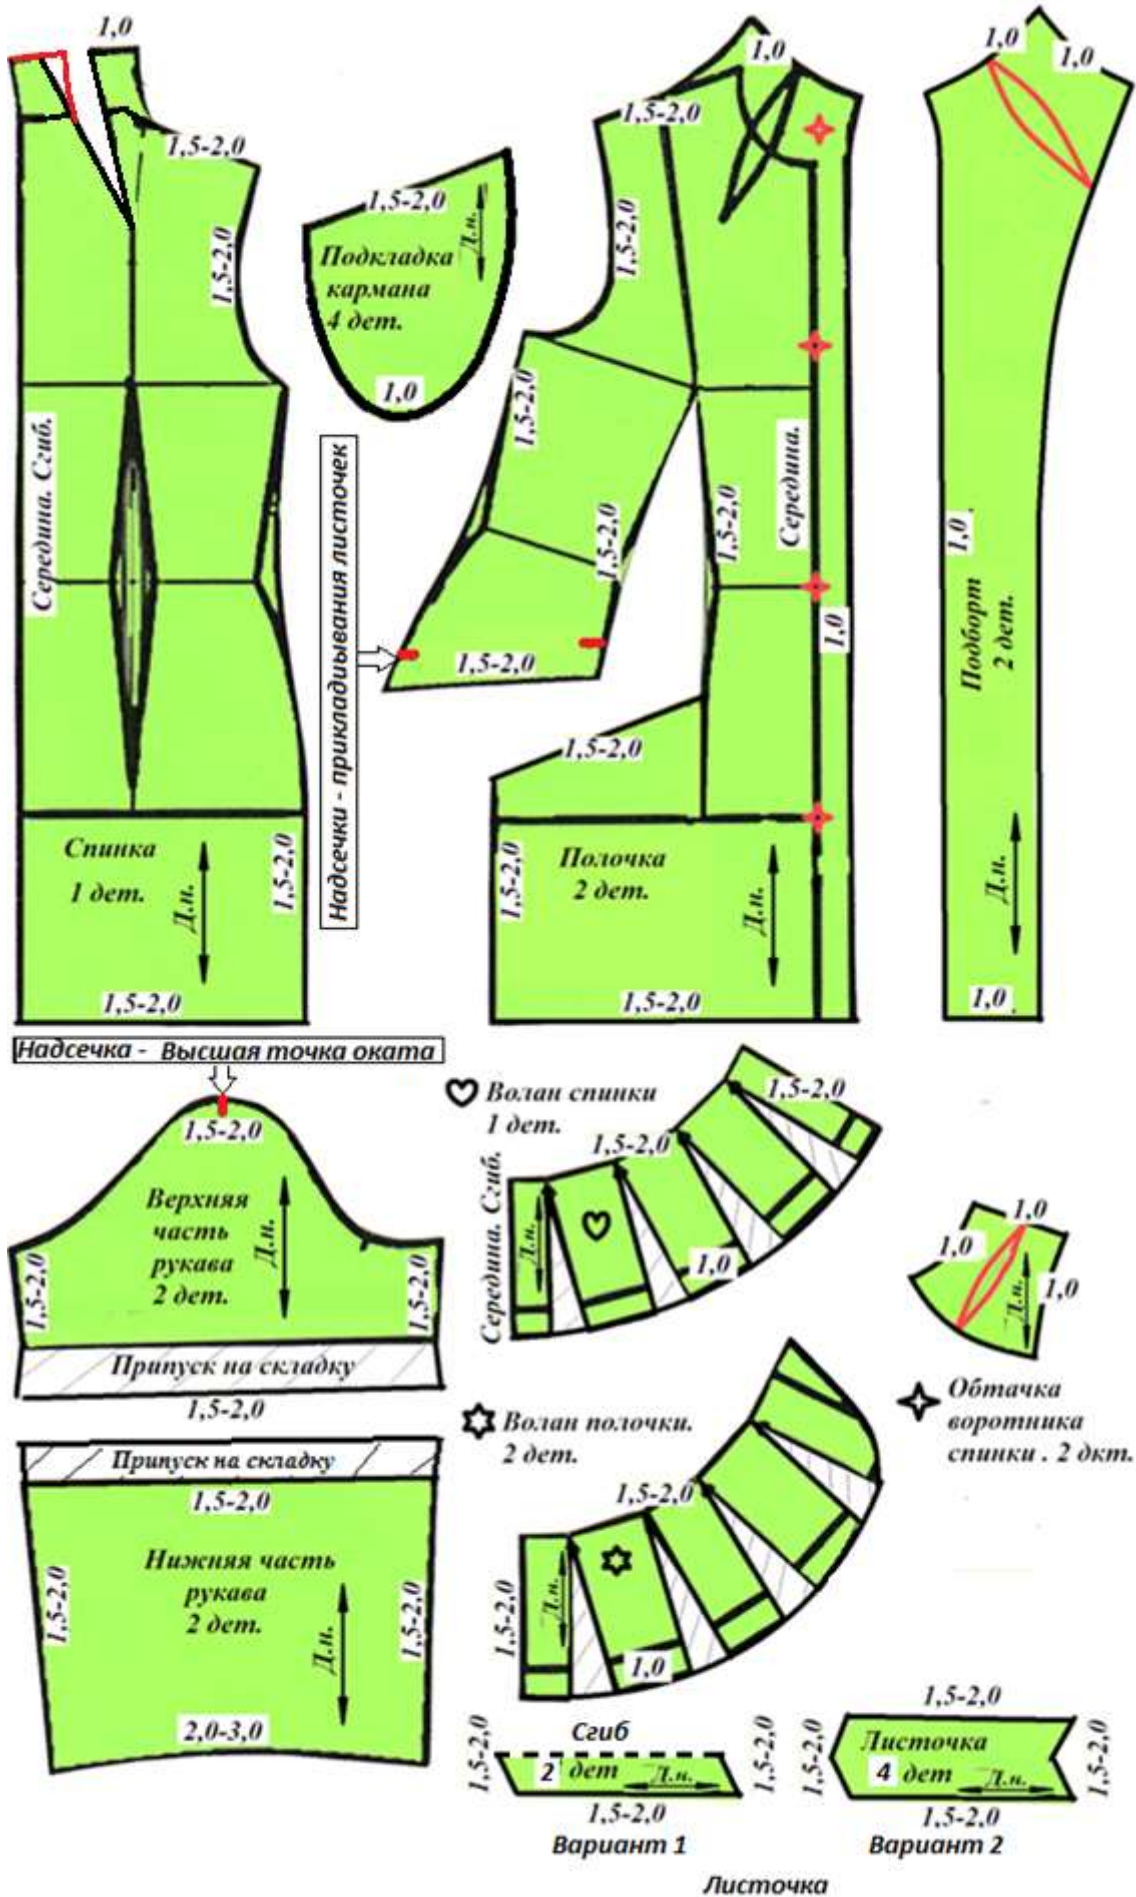 1,0
1,5-2,0
1,5-2,0
Середина. Сгиб.
Спинка
1 дет.
Д.н.
1,5-2,0
1,5-2,0
1,5-2,0
Д.н.
Подкладка
кармана
4 дет.
1,0
Надсечки - прикладиывания листочек
1,0
1,5-2,0
1,5-2,0
1,5-2,0
1,5-2,0
1,5-2,0
Середина.
1,0
1,5-2,0
1,5-2,0
1,5-2,0
Полочка
2 дет.
Д.н.
1,5-2,0
1,0
1,0
1,0
Подборт
2 дет.
Д.н.
1,0
Надсечка - Высшая точка оката
1,5-2,0
Верхняя
часть
рукава
2 дет.
Д.н.
1,5-2,0
1,5-2,0
Припуск на складку
1,5-2,0
Припуск на складку
1,5-2,0
Нижняя часть
рукава
2 дет.
Д.н.
1,5-2,0
1,5-2,0
2,0-3,0
Волан спинки
1 дет.
1,5-2,0
1,5-2,0
Середина. Сгиб.
Д.н.
1,0
1,0
1,0
1,0
Д.н.
Обтачка
воротника
спинки . 2 дкт.
Волан полочки.
2 дет.
1,5-2,0
1,5-2,0
Д.н.
1,0
Сгиб
1,5-2,0
2 дет
Д.н.
1,5-2,0
1,5-2,0
Вариант 1
1,5-2,0
1,5-2,0
Листочка
4 дет
Д.н.
1,5-2,0
1,5-2,0
Вариант 2
Листочка